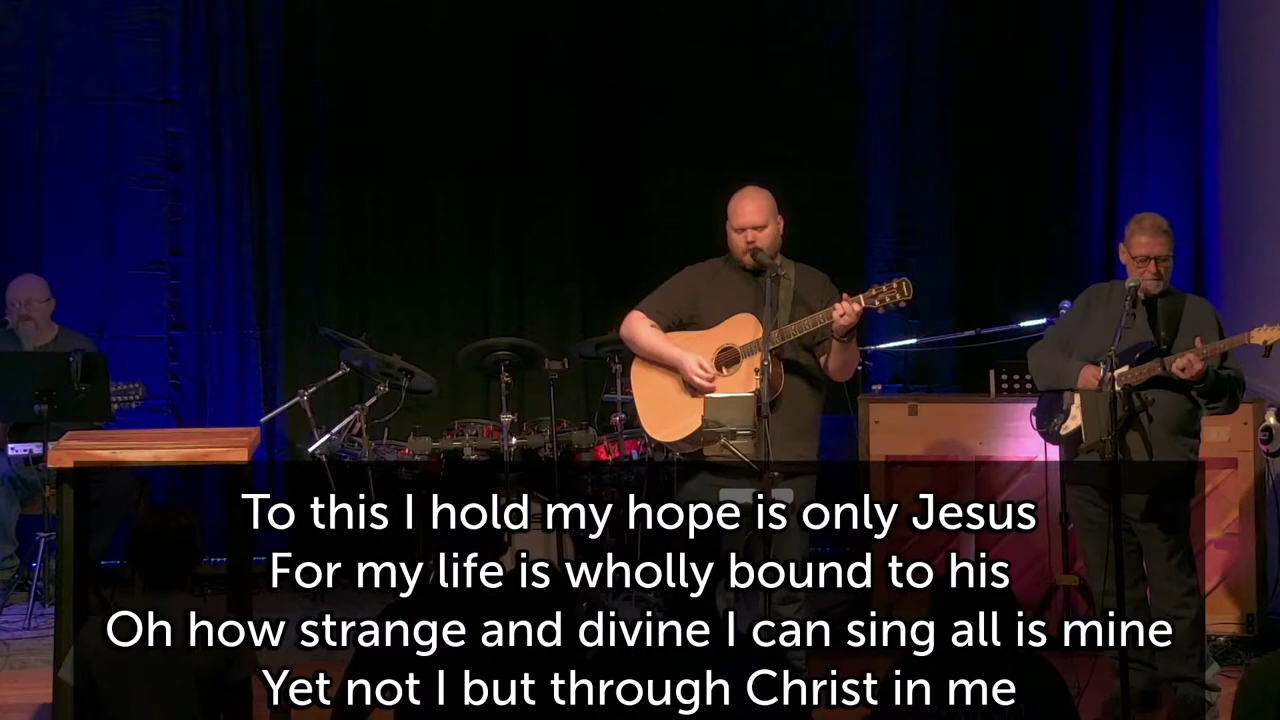 To this I hold my hope is only Jesus
For my life is wholly bound to his
Oh how strange and divine I can sing all is mine
Yet not I but through Christ in me